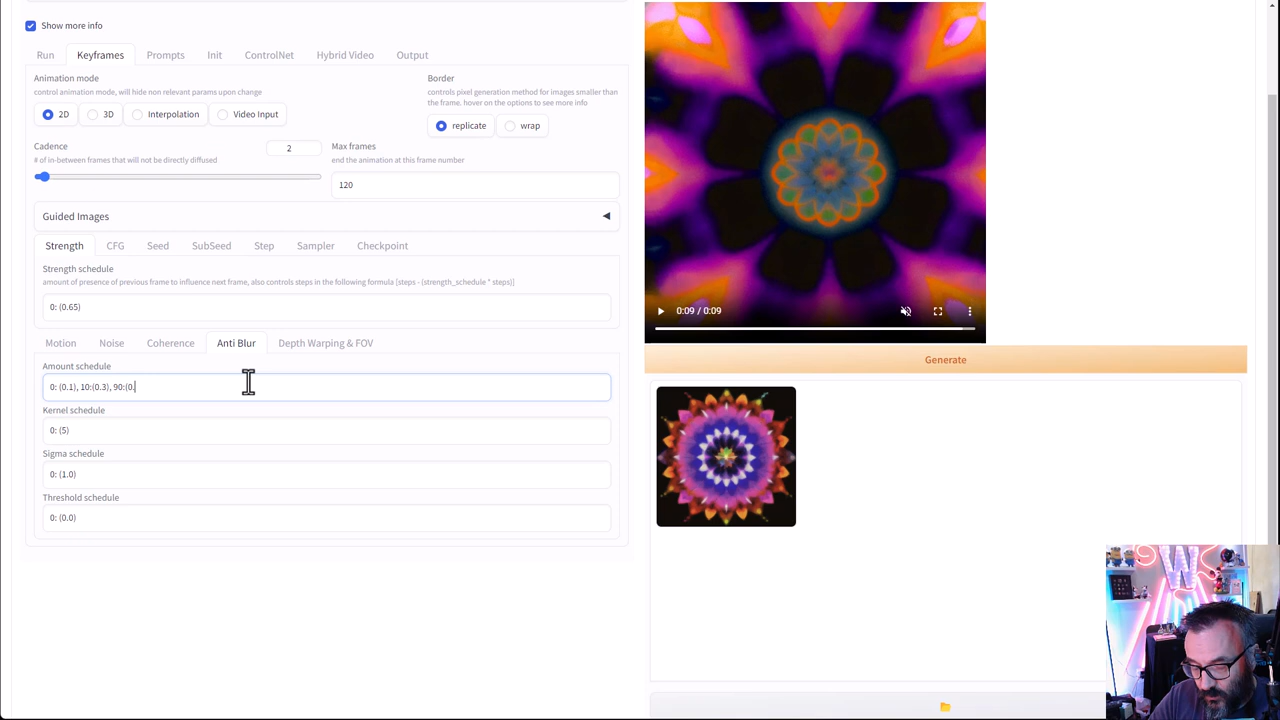 Show more info
Run Keyframes Prompts Init ControlNet Hybrid Video Output
Animation mode
control animation mode, will hide non relevant params upon change
2D 3D Interpolation Video Input
Border
controls pixel generation method for images smaller than
the frame. hover on the options to see more info
replicate wrap
Cadence
# of in-between frames that will not be directly diffused
2
Max frames
end the animation at this frame number
120
Guided Images
Strength CFG Seed SubSeed Step Sampler Checkpoint
Strength schedule
amount of presence of previous frame to influence next frame, also controls steps in the following formula [steps - (strength_schedule * steps)]
0: (0.65)
Motion Noise Coherence Anti Blur Depth Warping & FOV
Amount schedule
0: (0.1), 10:(0.3), 90:(0.
Kernel schedule
0: (5)
Sigma schedule
0: (1.0)
Threshold schedule
0: (0.0)
0:09 / 0:09
Generate
W